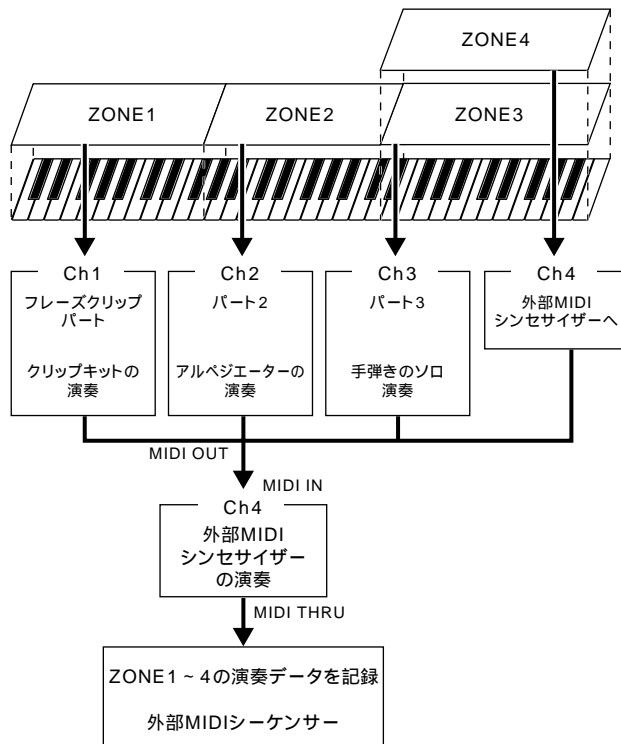 ZONE4
ZONE1
ZONE2
ZONE3
Ch1
フレーズクリップ
パート
クリップキットの
演奏
Ch2
パート2
アルペジエーターの
演奏
Ch3
パート3
手弾きのソロ
演奏
Ch4
外部MIDI
シンセサイザーへ
MIDI OUT
MIDI IN
Ch4
外部MIDI
シンセサイザー
の演奏
MIDI THRU
ZONE1~4の演奏データを記録
外部MIDIシーケンサー